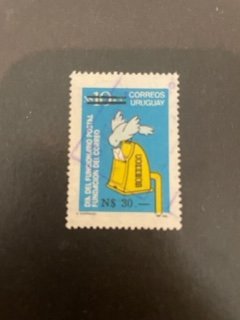 CORREOS
URUGUAY
DIA DEL FUNCIONARIO POSTAL
FUNDACION DEL CORREO
N$ 30.—